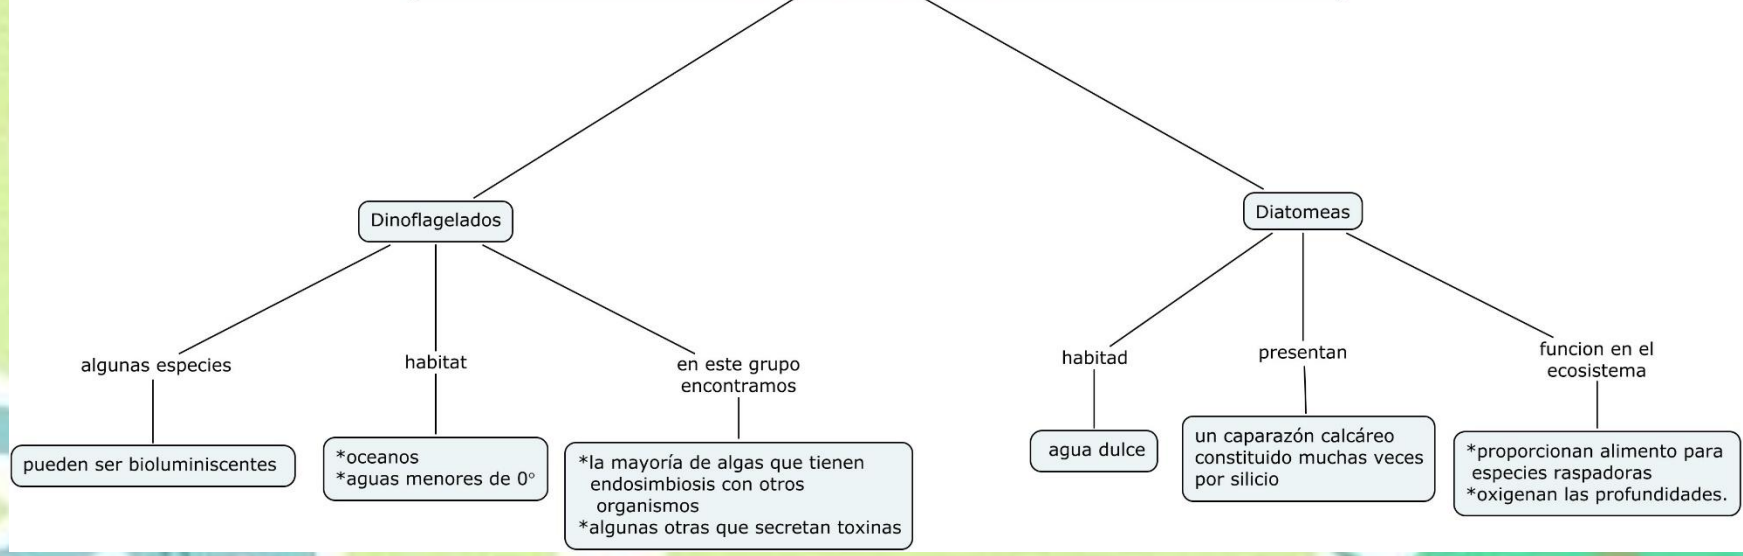 Dinoflagelados
Diatomeas
algunas especies
habitat
en este grupo
encontramos
habitad
presentan
funcion en el
ecosistema
pueden ser bioluminiscentes
*oceanos
*aguas menores de 0°
*la mayoría de algas que tienen
endosimbiosis con otros
organismos
*algunas otras que secretan toxinas
agua dulce
un caparazón calcáreo
constituido muchas veces
por silicio
*proporcionan alimento para
especies raspadoras
*oxigenan las profundidades.